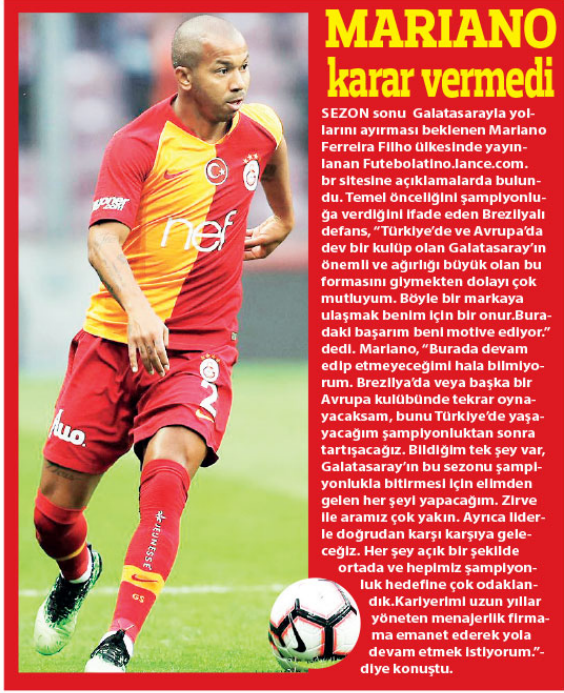 MARIANO
karar vermedi
SEZON sonu Galatasarayla yol-
larını ayırması beklenen Mariano
Ferreira Filho ülkesinde yayın-
lanan Futebolatino.lance.com.
br sitesine açıklamalarda bulun-
du. Temel önceliğini şampiyonlu-
ğa verdiğini ifade eden Brezilyalı
defans, “Türkiye’de ve Avrupa’da
dev bir kulüp olan Galatasaray’ın
önemli ve ağırlığı büyük olan bu
formasını giymekten dolayı çok
mutluyum. Böyle bir markaya
ulaşmak benim için bir onur.Bura-
daki başarım beni motive ediyor.”
dedi. Mariano, “Burada devam
edip etmeyeceğimi hala bilmiyo-
rum. Brezilya’da veya başka bir
Avrupa kulübünde tekrar oyna-
yacaksam, bunu Türkiye’de yaşa-
yacağım şampiyonluktan sonra
tartışacağız. Bildiğim tek şey var,
Galatasaray’ın bu sezonu şampi-
yonlukla bitirmesi için elimden
gelen her şeyi yapacağım. Zirve
ile aramız çok yakın. Ayrıca lider-
le doğrudan karşı karşıya gele-
ceğiz. Her şey açık bir şekilde
ortada ve hepimiz şampiyon-
luk hedefine çok odaklan-
dık.Kariyerimi uzun yıllar
yöneten menajerlik firma-
ma emanet ederek yola
devam etmek istiyorum.”-
diye konuştu.
nef
2
JEUNESSE
GS